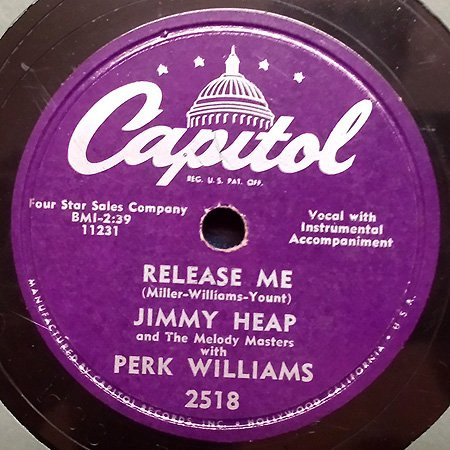 Capitol
REG. U.S. PAT. OFF.
Four Star Sales Company
BMI-2:39
11231
Vocal with
Instrumental
Accompaniment
RELEASE ME
(Miller-Williams-Yount)
JIMMY HEAP
and The Melody Masters
with
PERK WILLIAMS
2518
MANUFACTURED BY CAPITOL RECORDS, INC. • HOLLYWOOD CALIFORNIA • U.S.A.